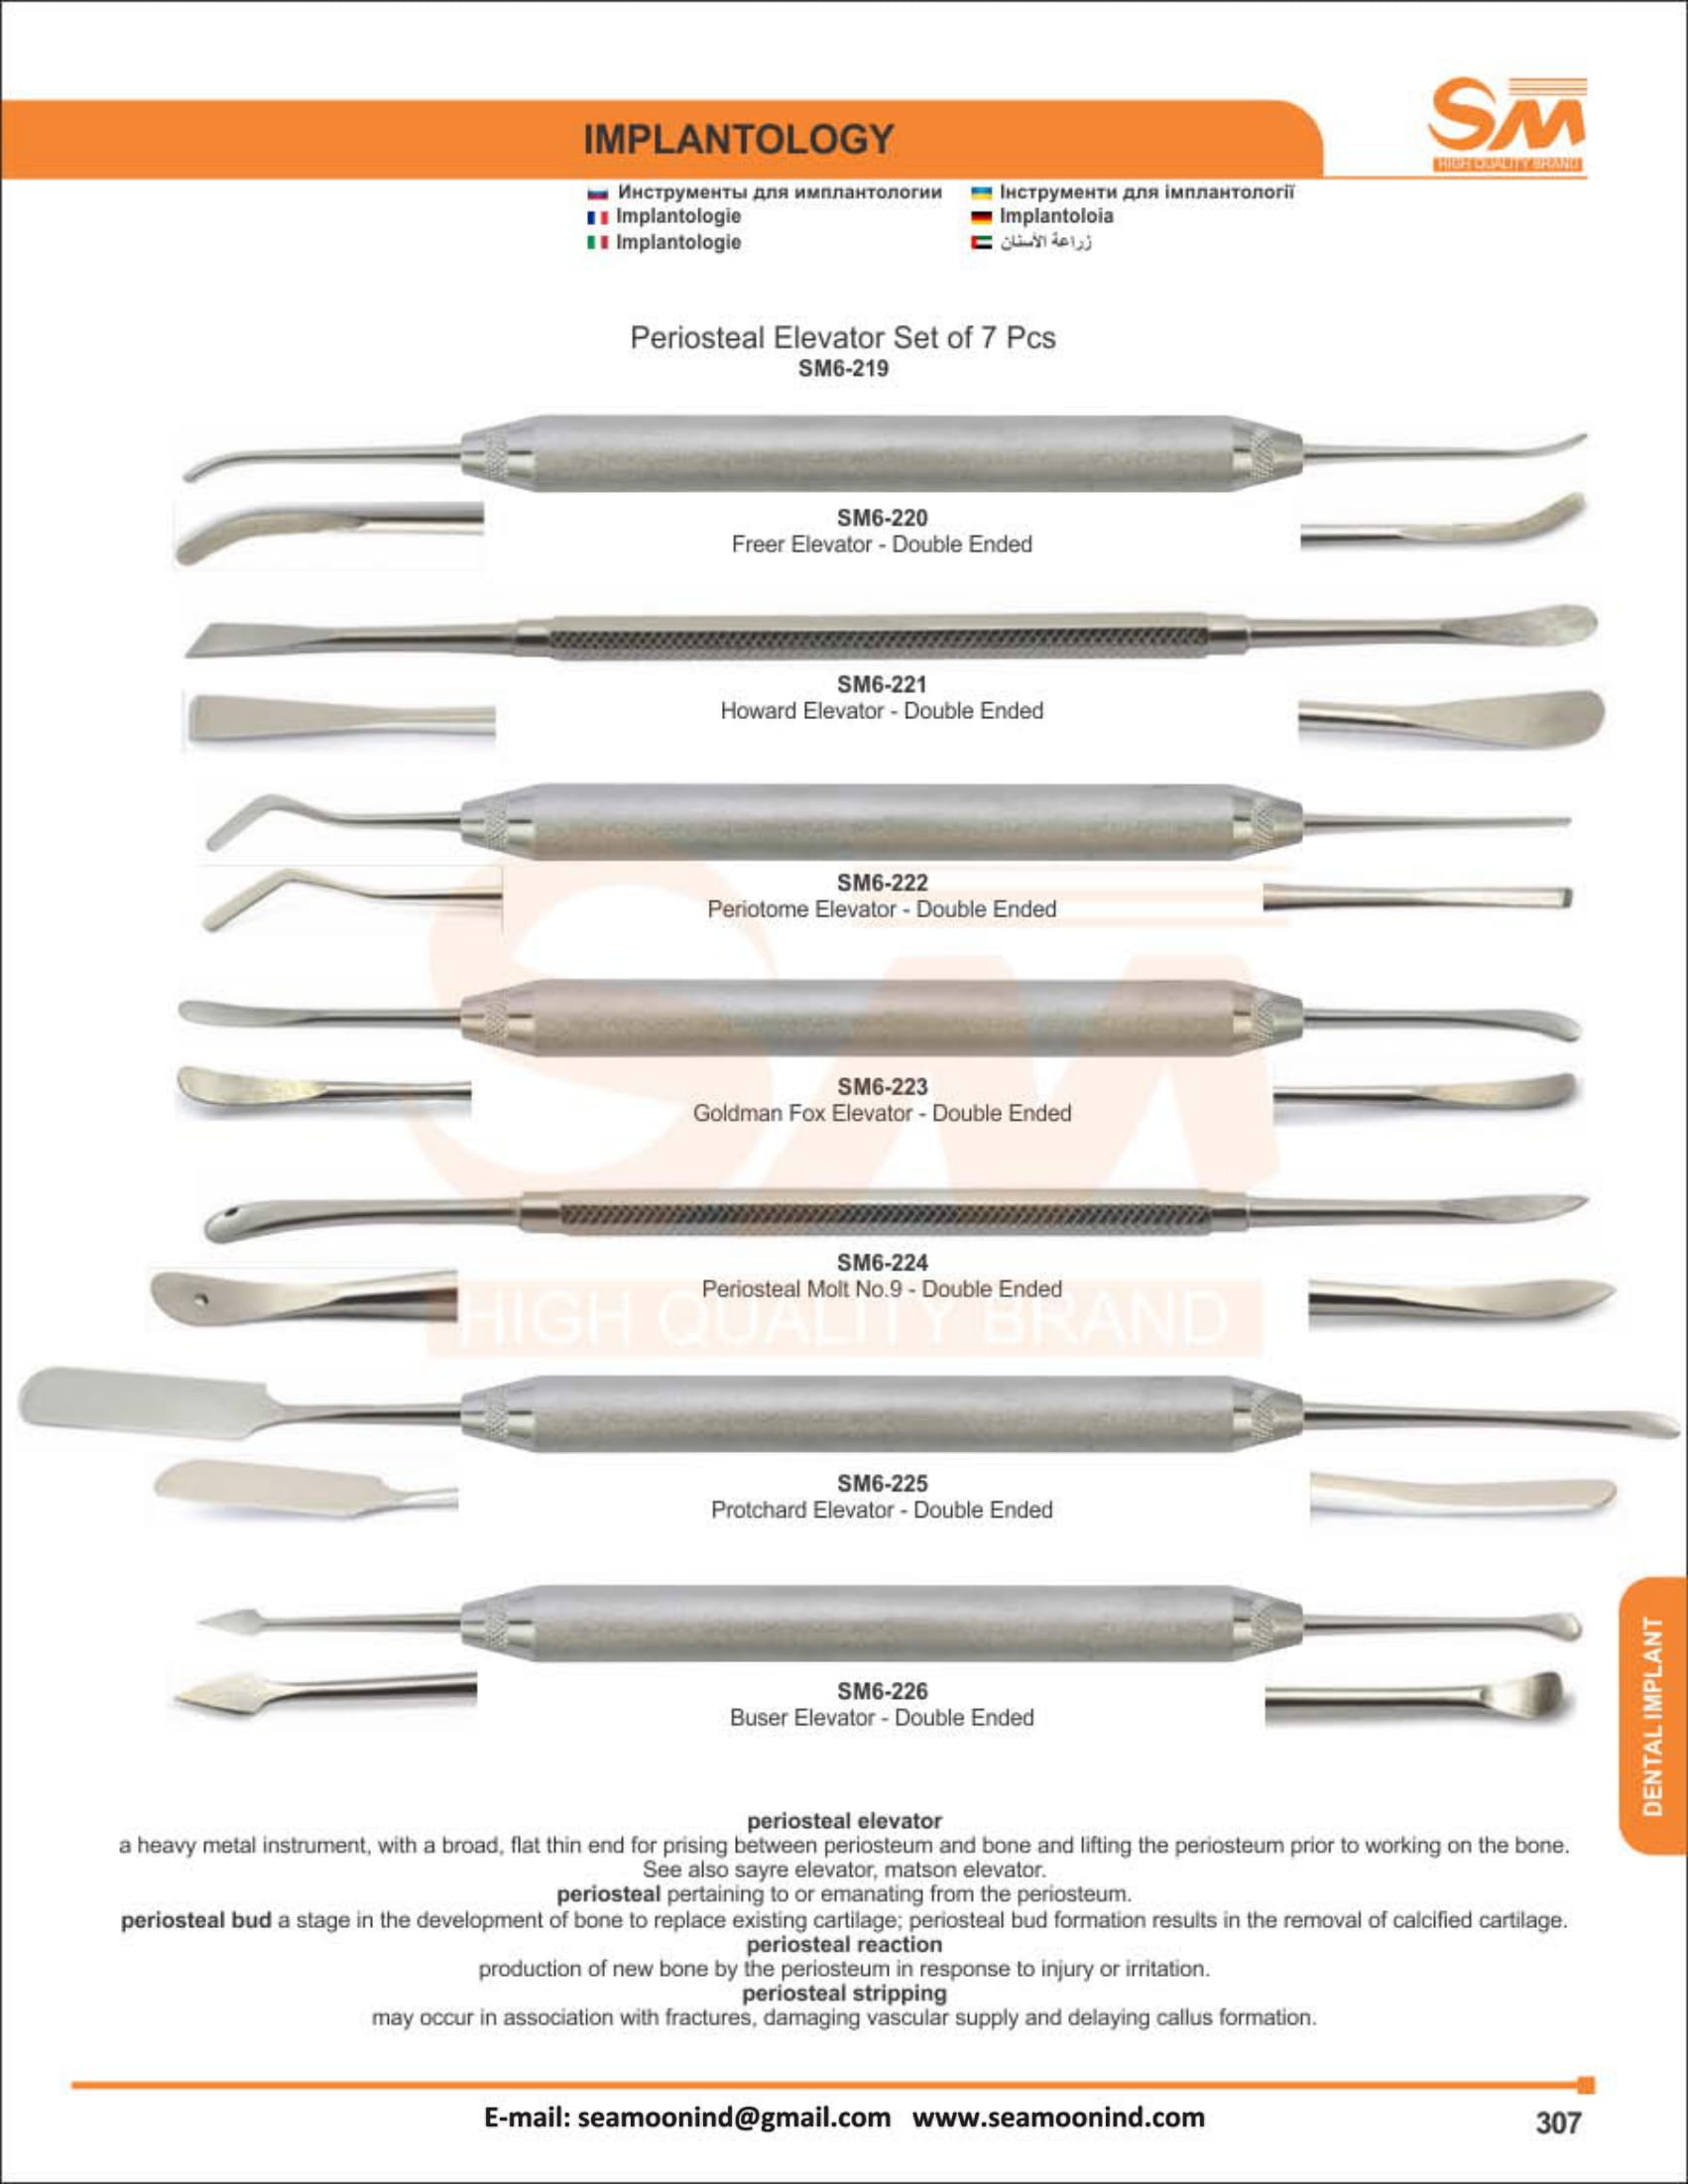 SM
HIGH QUALITY BRAND
IMPLANTOLOGY
Инструменты для имплантологии
Інструменти для імплантології
Implantologie
Implantoloia
Implantologie
زراعة الأسنان
Periosteal Elevator Set of 7 Pcs
SM6-219
SM6-220
Freer Elevator - Double Ended
SM6-221
Howard Elevator - Double Ended
SM6-222
Periotome Elevator - Double Ended
SM6-223
Goldman Fox Elevator - Double Ended
SM6-224
Periosteal Molt No.9 - Double Ended
SM
HIGH QUALITY BRAND
SM6-225
Protchard Elevator - Double Ended
SM6-226
Buser Elevator - Double Ended
DENTAL IMPLANT
periosteal elevator
a heavy metal instrument, with a broad, flat thin end for prising between periosteum and bone and lifting the periosteum prior to working on the bone.
See also sayre elevator, matson elevator.
periosteal pertaining to or emanating from the periosteum.
periosteal bud a stage in the development of bone to replace existing cartilage; periosteal bud formation results in the removal of calcified cartilage.
periosteal reaction
production of new bone by the periosteum in response to injury or irritation.
periosteal stripping
may occur in association with fractures, damaging vascular supply and delaying callus formation.
E-mail: seamoonind@gmail.com www.seamoonind.com
307